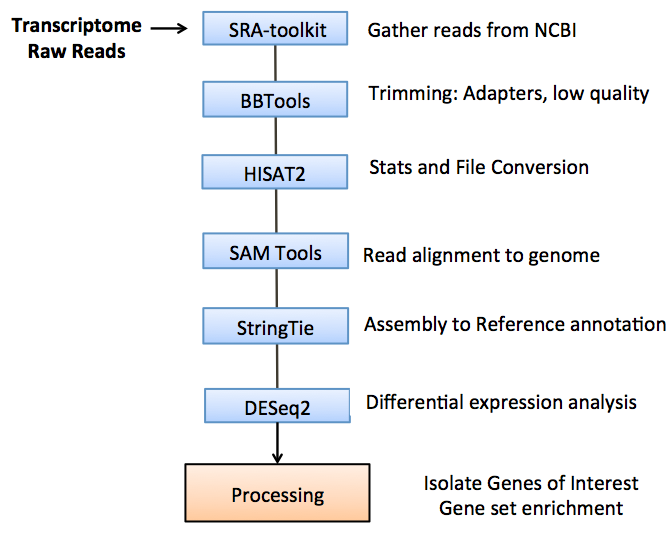 Transcriptome
Raw Reads
SRA-toolkit
Gather reads from NCBI
BBTools
Trimming: Adapters, low quality
HISAT2
Stats and File Conversion
SAM Tools
Read alignment to genome
StringTie
Assembly to Reference annotation
DESeq2
Differential expression analysis
Processing
Isolate Genes of Interest
Gene set enrichment